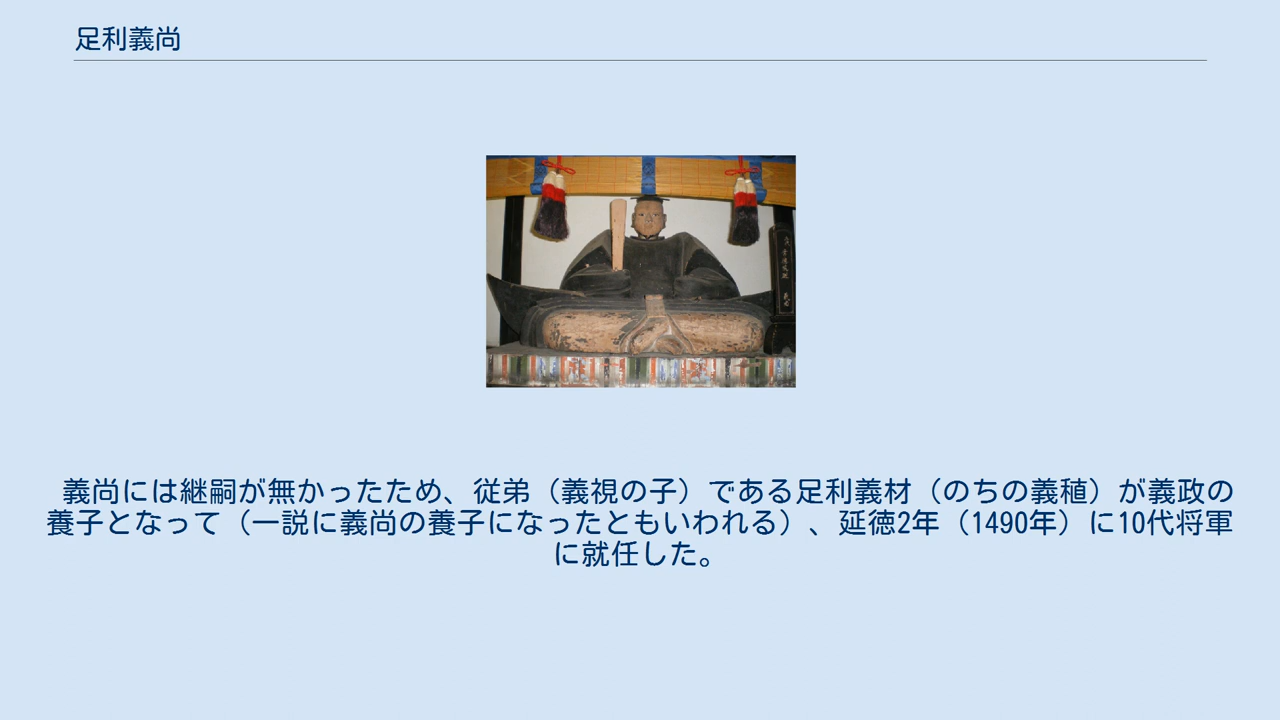 足利義尚
義尚には継嗣が無かったため、従弟（義視の子）である足利義材（のちの義稙）が義政の
養子となって（一説に義尚の養子になったともいわれる）、延徳2年（1490年）に10代将軍
に就任した。